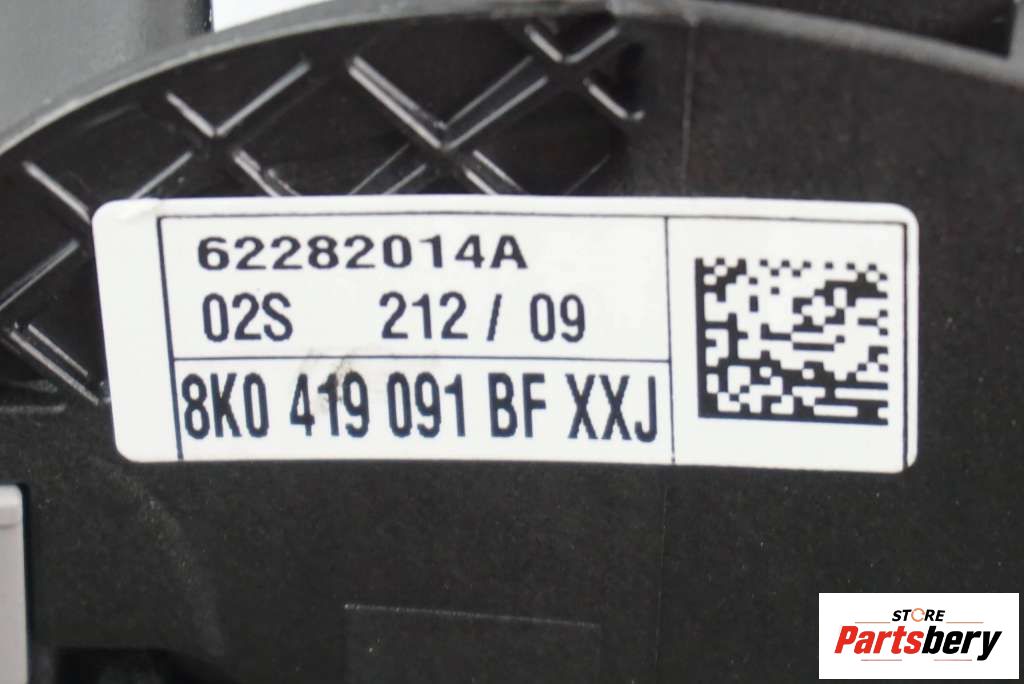 62282014A
02S 212 / 09
8K0 419 091 BF XXJ
STORE
Partsbery